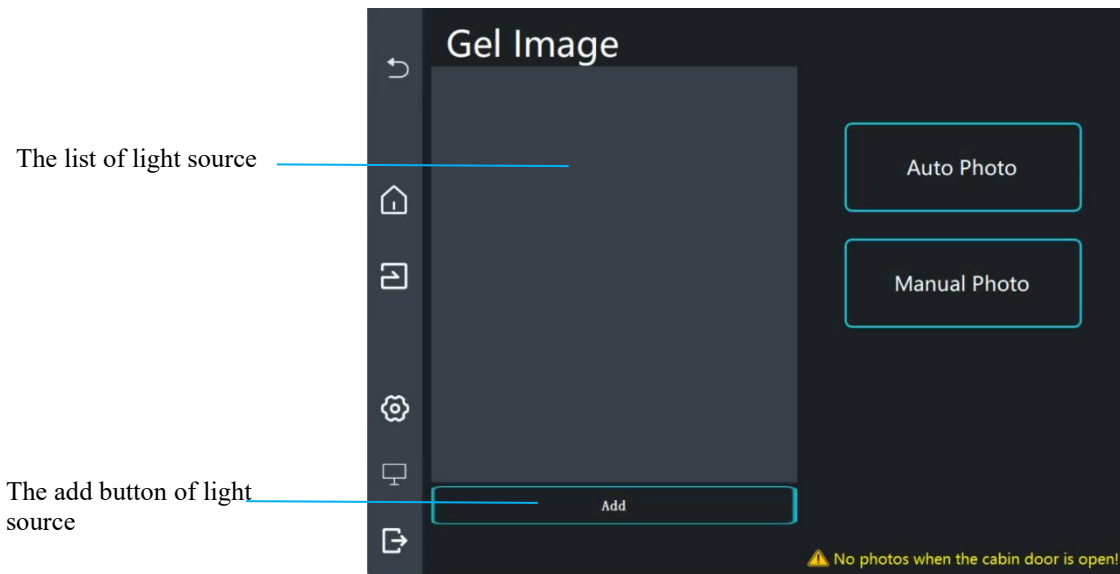 Gel Image
The list of light source
Auto Photo
Manual Photo
The add button of light
source
Add
No photos when the cabin door is open!